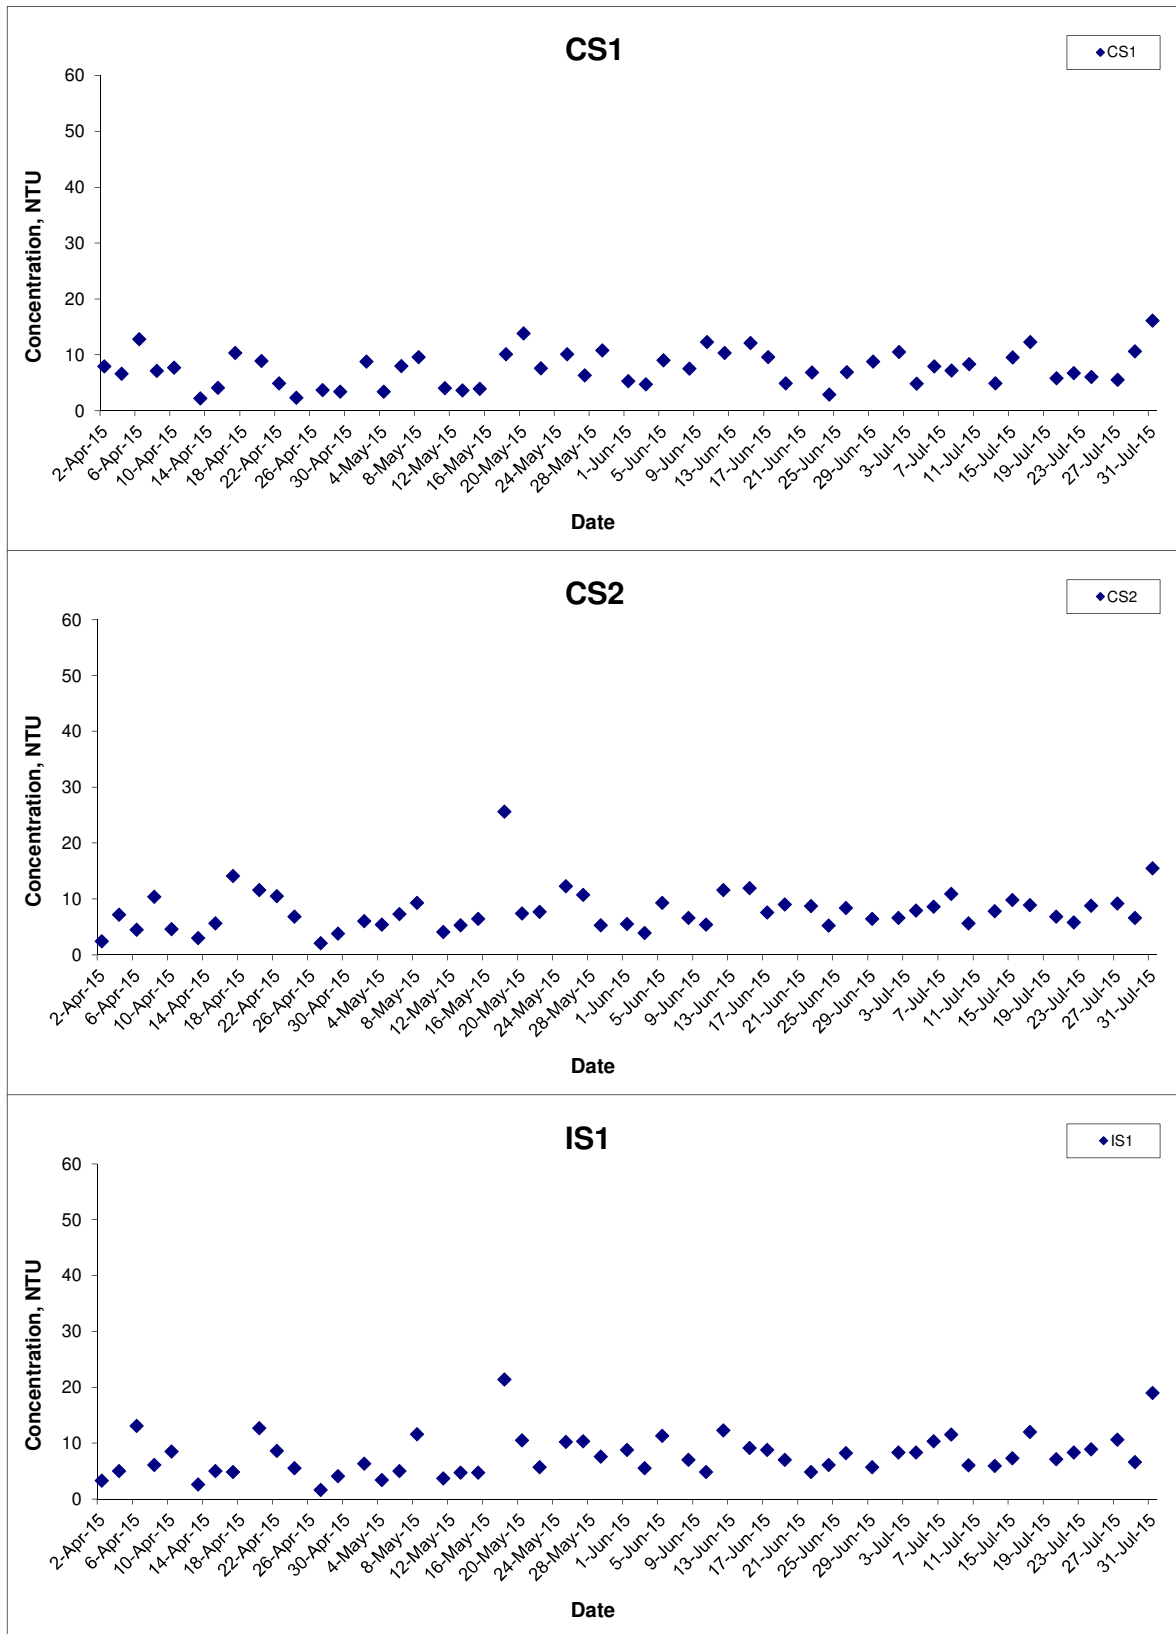 CS1
CS1
Concentration, NTU
60
50
40
30
20
10
0
2-Apr-15
6-Apr-15
10-Apr-15
14-Apr-15
18-Apr-15
22-Apr-15
26-Apr-15
30-Apr-15
4-May-15
8-May-15
12-May-15
16-May-15
20-May-15
24-May-15
28-May-15
1-Jun-15
5-Jun-15
9-Jun-15
13-Jun-15
17-Jun-15
21-Jun-15
25-Jun-15
29-Jun-15
3-Jul-15
7-Jul-15
11-Jul-15
15-Jul-15
19-Jul-15
23-Jul-15
27-Jul-15
31-Jul-15
Date
CS2
CS2
Concentration, NTU
60
50
40
30
20
10
0
2-Apr-15
6-Apr-15
10-Apr-15
14-Apr-15
18-Apr-15
22-Apr-15
26-Apr-15
30-Apr-15
4-May-15
8-May-15
12-May-15
16-May-15
20-May-15
24-May-15
28-May-15
1-Jun-15
5-Jun-15
9-Jun-15
13-Jun-15
17-Jun-15
21-Jun-15
25-Jun-15
29-Jun-15
3-Jul-15
7-Jul-15
11-Jul-15
15-Jul-15
19-Jul-15
23-Jul-15
27-Jul-15
31-Jul-15
Date
IS1
IS1
Concentration, NTU
60
50
40
30
20
10
0
2-Apr-15
6-Apr-15
10-Apr-15
14-Apr-15
18-Apr-15
22-Apr-15
26-Apr-15
30-Apr-15
4-May-15
8-May-15
12-May-15
16-May-15
20-May-15
24-May-15
28-May-15
1-Jun-15
5-Jun-15
9-Jun-15
13-Jun-15
17-Jun-15
21-Jun-15
25-Jun-15
29-Jun-15
3-Jul-15
7-Jul-15
11-Jul-15
15-Jul-15
19-Jul-15
23-Jul-15
27-Jul-15
31-Jul-15
Date